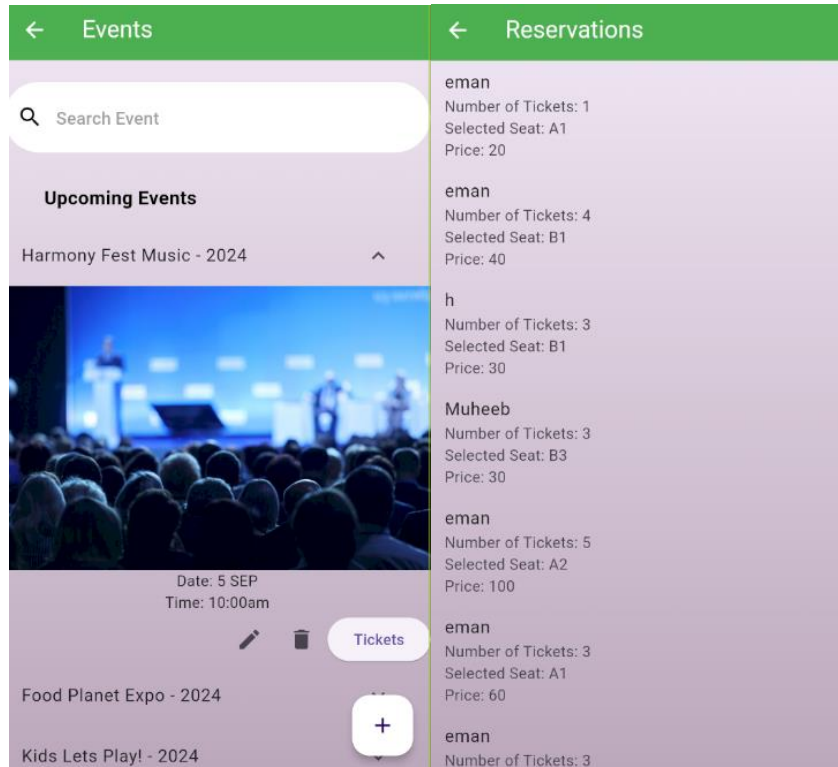 Events
Search Event
Upcoming Events
Harmony Fest Music - 2024
Date: 5 SEP
Time: 10:00am
Tickets
Food Planet Expo - 2024
+
Kids Lets Play! - 2024
Reservations
eman
Number of Tickets: 1
Selected Seat: A1
Price: 20
eman
Number of Tickets: 4
Selected Seat: B1
Price: 40
h
Number of Tickets: 3
Selected Seat: B1
Price: 30
Muheeb
Number of Tickets: 3
Selected Seat: B3
Price: 30
eman
Number of Tickets: 5
Selected Seat: A2
Price: 100
eman
Number of Tickets: 3
Selected Seat: A1
Price: 60
eman
Number of Tickets: 3